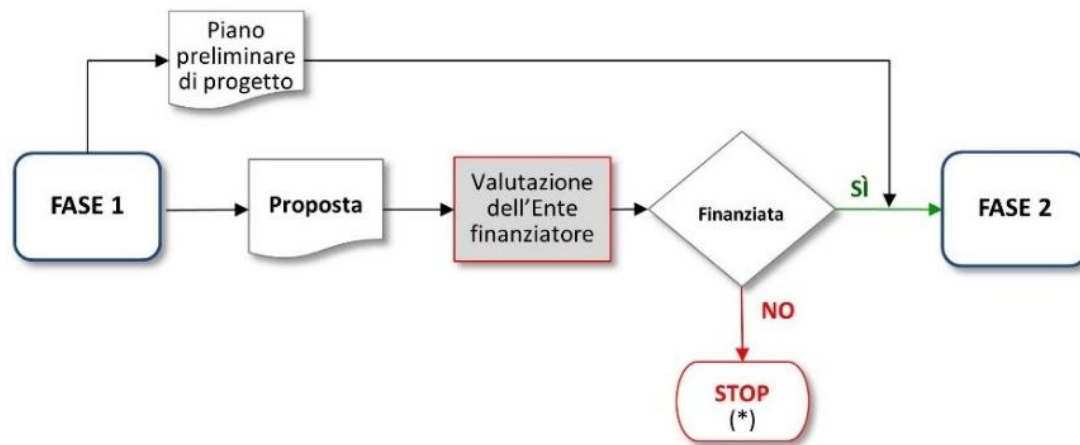 Piano
preliminare
di progetto
FASE 1
Proposta
Valutazione
dell'Ente
finanziatore
Finanziata
SÌ
FASE 2
NO
STOP
(*)